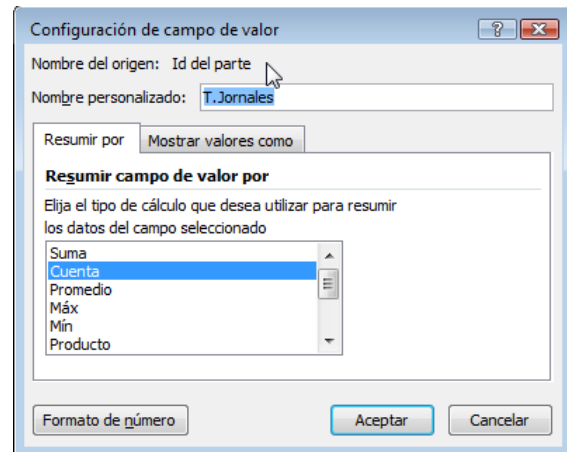 Configuración de campo de valor
Nombre del origen: Id del parte
Nombre personalizado: T.Jornales
Resumir por Mostrar valores como
Resumir campo de valor por
Elija el tipo de cálculo que desea utilizar para resumir
los datos del campo seleccionado
Suma
Cuenta
Promedio
Máx
Mín
Producto
Formato de número Aceptar Cancelar